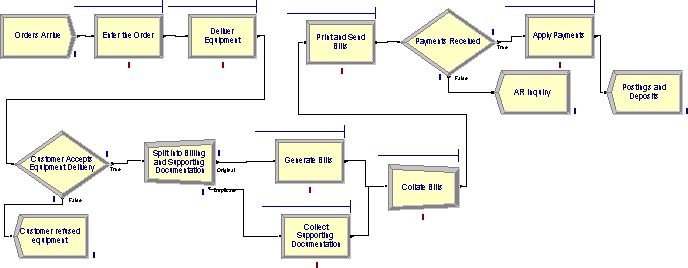 Orders Arrive
Enter the Order
Deliver
Equipment
Print and Send
Bills
Payments Received
True
False
Apply Payments
AR Inquiry
Postings and
Deposits
Customer Accepts
Equipment Delivery
True
False
Split into Billing
and Supporting
Documentation
Original
Duplicate
Generate Bills
Collate Bills
Customer refused
equipment
Collect
Supporting
Documentation